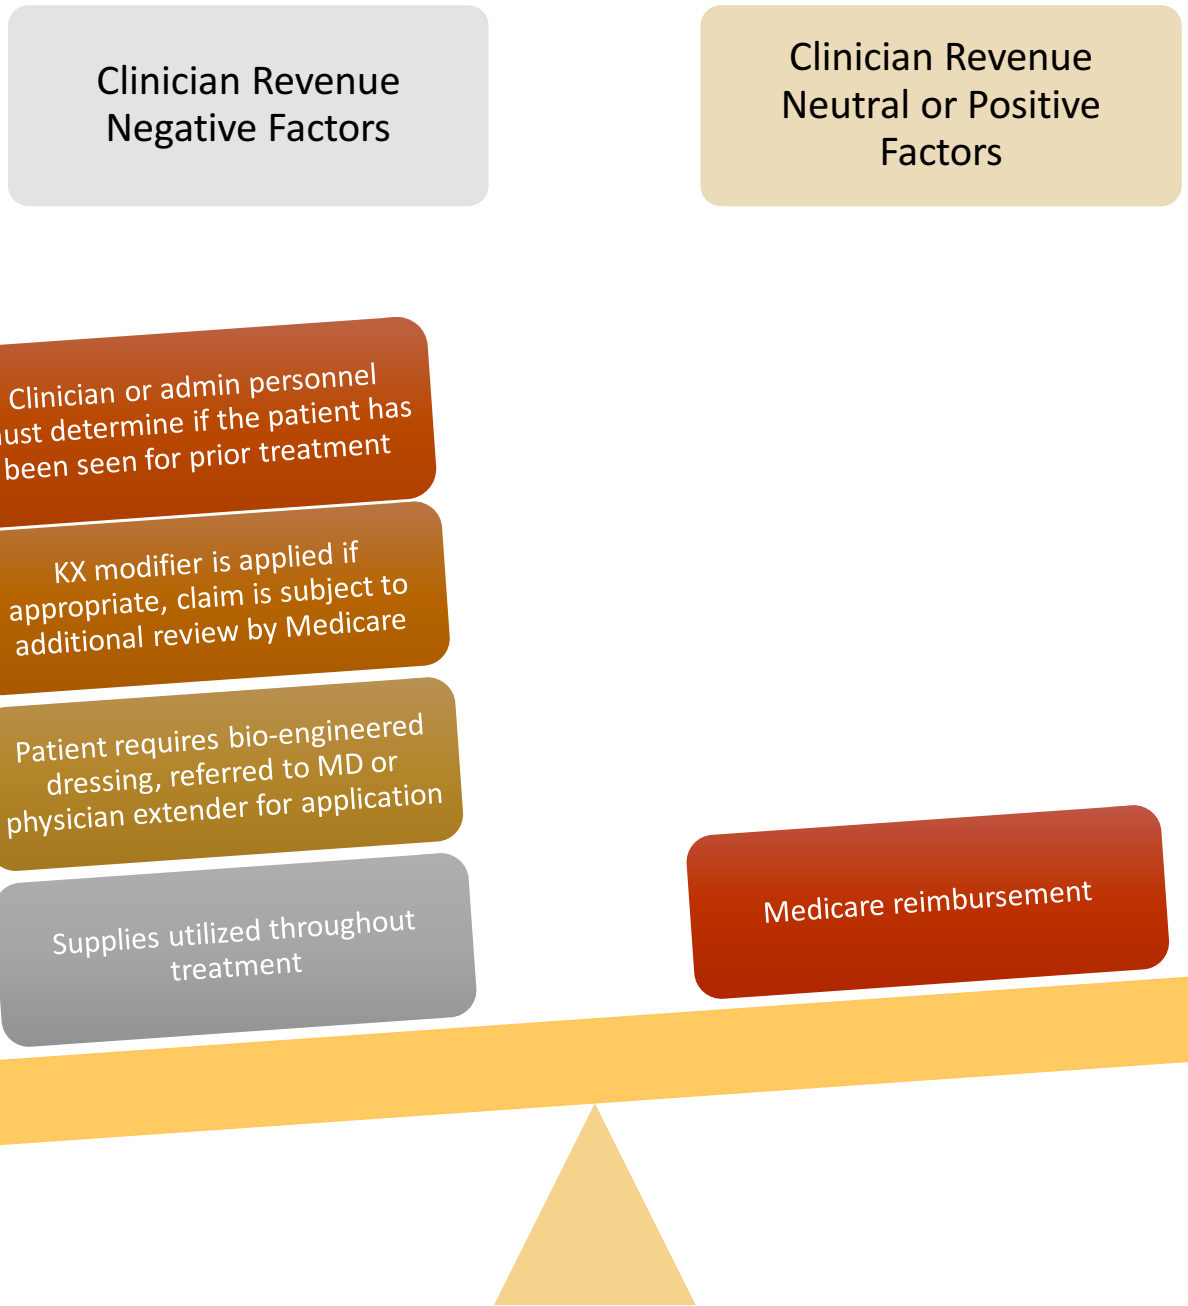 Clinician Revenue
Negative Factors
Clinician Revenue
Neutral or Positive
Factors
Clinician or admin personnel
ust determine if the patient has
been seen for prior treatment
KX modifier is applied if
appropriate, claim is subject to
additional review by Medicare
Patient requires bio-engineered
dressing, referred to MD or
physician extender for application
Supplies utilized throughout
treatment
Medicare reimbursement